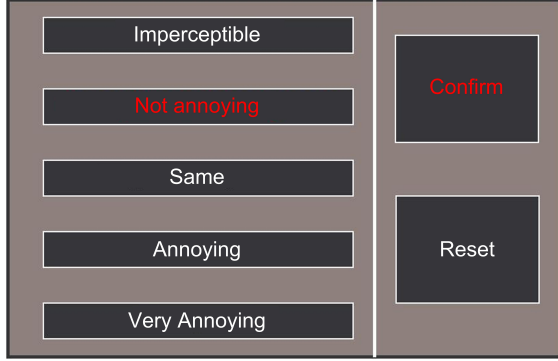 Imperceptible
Not annoying
Same
Annoying
Very Annoying
Confirm
Reset